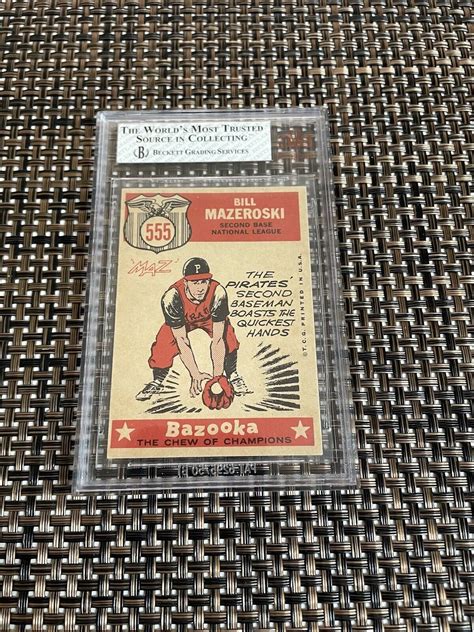 The World's Most Trusted
Source in Collecting
B Beckett Grading Services
555
BILL
MAZEROSKI
SECOND BASE
NATIONAL LEAGUE
"MAZ"
P
THE
PIRATES'
SECOND
BASEMAN
BOASTS THE
QUICKEST
HANDS
© T.C.G. PRINTED IN U.S.A.
Bazooka
THE CHEW OF CHAMPIONS